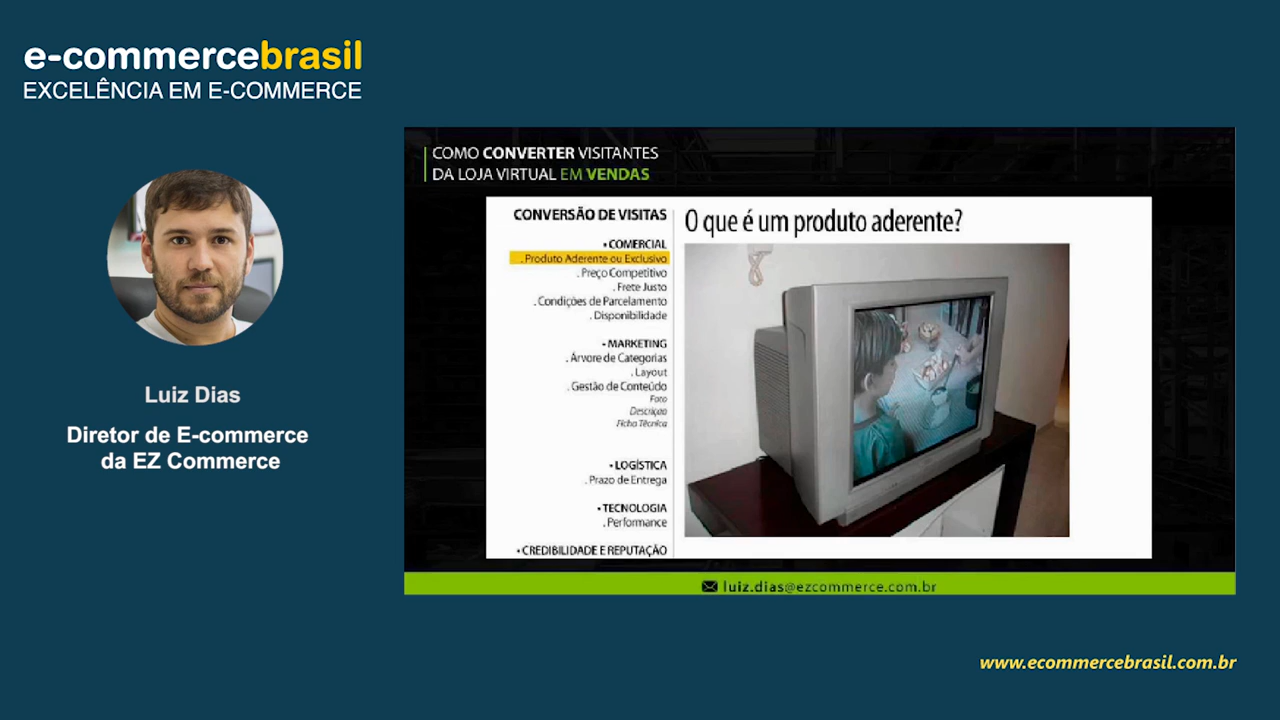 e-commercebrasil
EXCELÊNCIA EM E-COMMERCE
Luiz Dias
Diretor de E-commerce
da EZ Commerce
COMO CONVERTER VISITANTES
DA LOJA VIRTUAL EM VENDAS
CONVERSÃO DE VISITAS
• COMERCIAL
. Produto Aderente ou Exclusivo
. Preço Competitivo
. Frete Justo
. Condições de Parcelamento
. Disponibilidade
• MARKETING
. Árvore de Categorias
. Layout
. Gestão de Conteúdo
Foto
Descrição
Ficha Técnica
• LOGÍSTICA
. Prazo de Entrega
• TECNOLOGIA
. Performance
• CREDIBILIDADE E REPUTAÇÃO
O que é um produto aderente?
luiz.dias@ezcommerce.com.br
www.ecommercebrasil.com.br